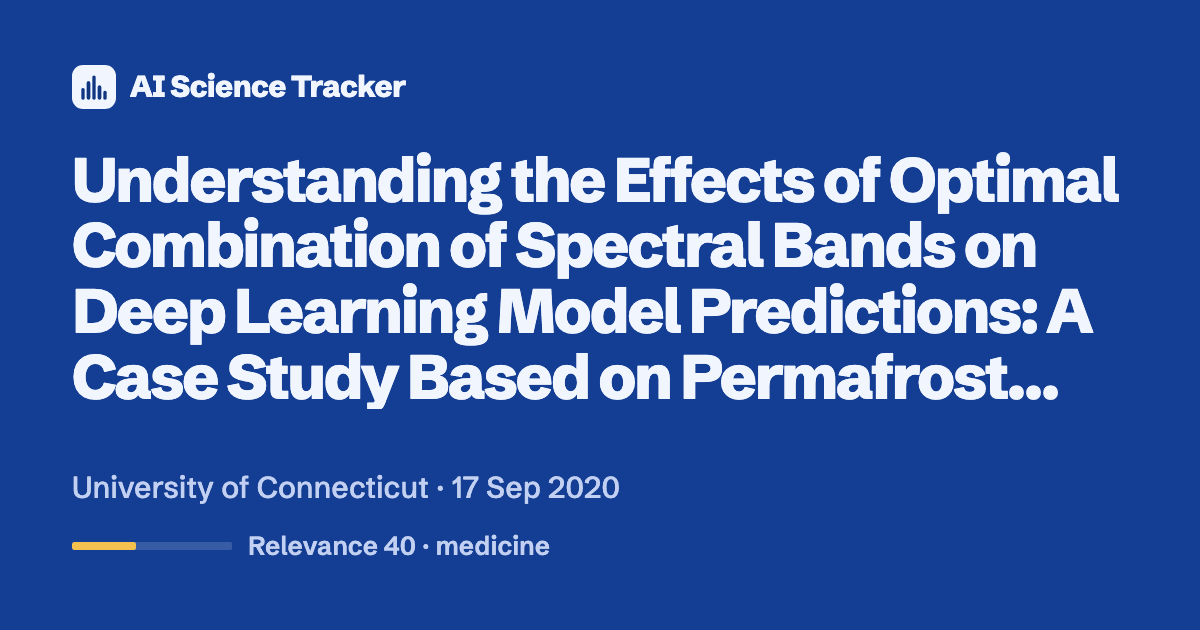 AI Science Tracker
Understanding the Effects of Optimal
Combination of Spectral Bands on
Deep Learning Model Predictions: A
Case Study Based on Permafrost...
University of Connecticut · 17 Sep 2020
Relevance 40 · medicine